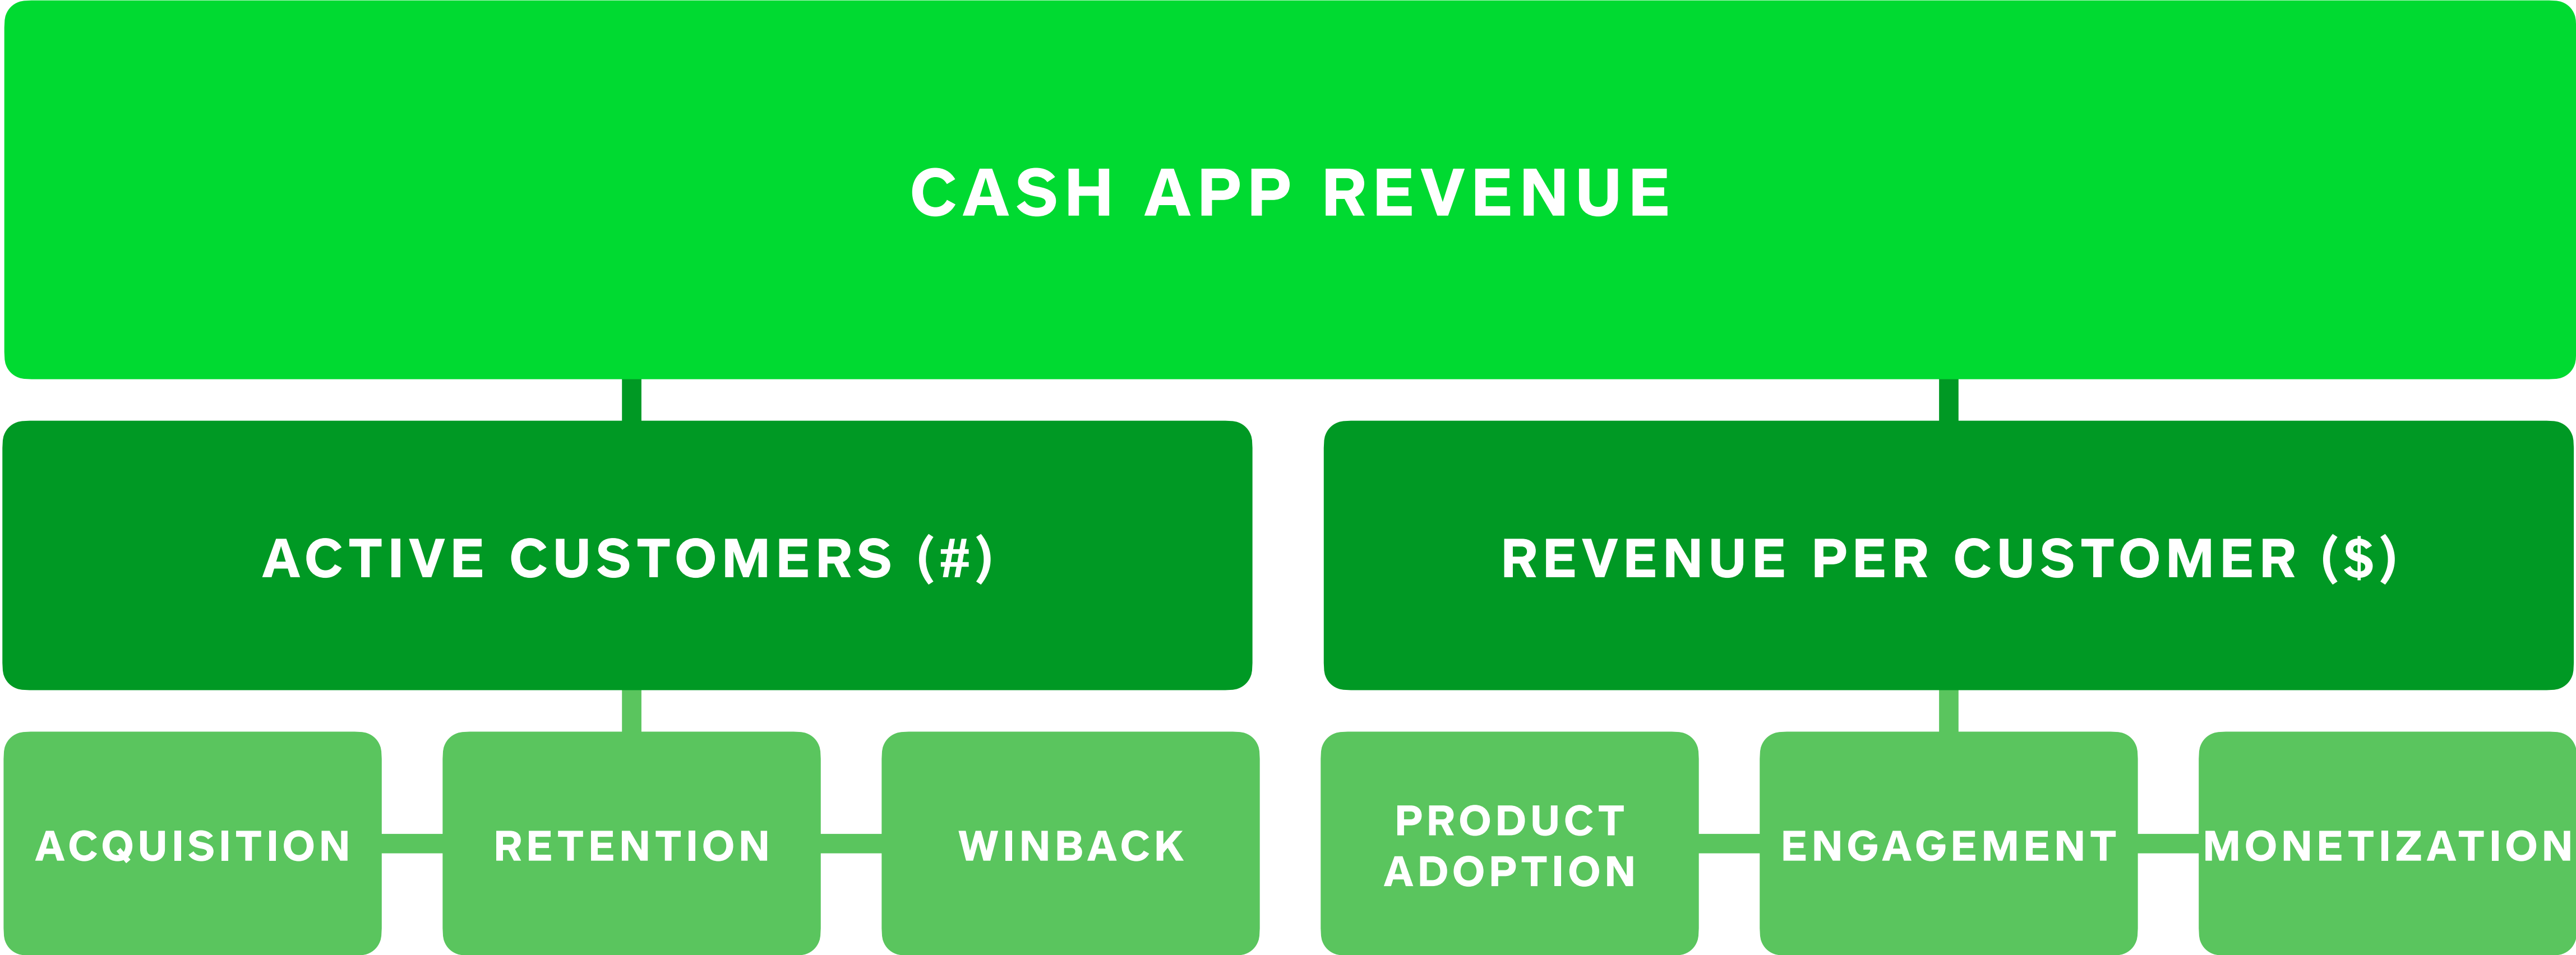 CASH APP REVENUE
ACTIVE CUSTOMERS (#)
REVENUE PER CUSTOMER ($)
ACQUISITION
RETENTION
WINBACK
PRODUCT
ADOPTION
ENGAGEMENT
MONETIZATION